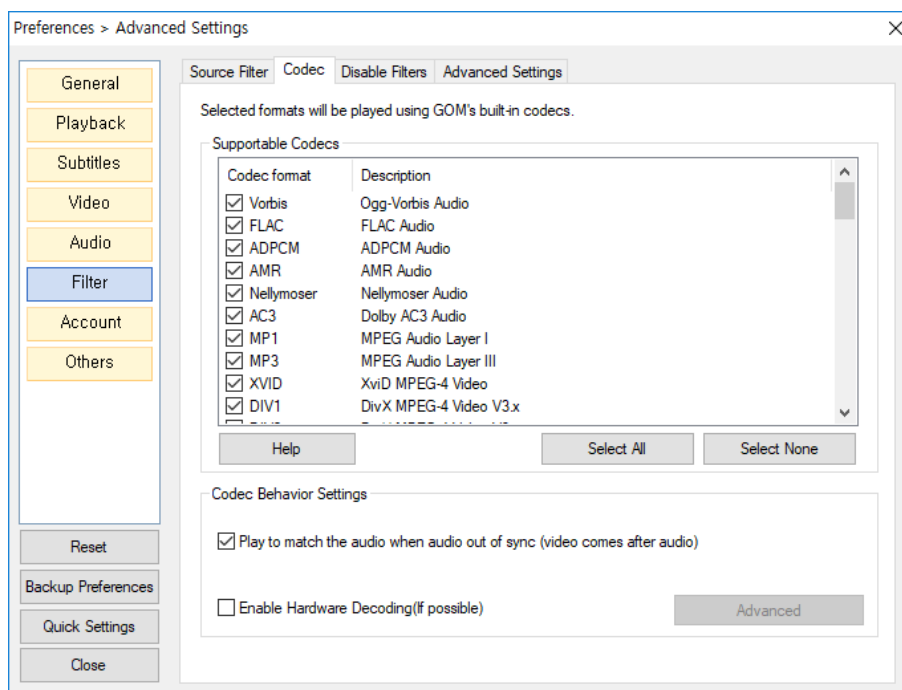 Preferences > Advanced Settings
General
Playback
Subtitles
Video
Audio
Filter
Account
Others
Reset
Backup Preferences
Quick Settings
Close
Source Filter Codec Disable Filters Advanced Settings
Selected formats will be played using GOM's built-in codecs.
Supportable Codecs
Codec format Description
Vorbis Ogg-Vorbis Audio
FLAC FLAC Audio
ADPCM ADPCM Audio
AMR AMR Audio
Nellymoser Nellymoser Audio
AC3 Dolby AC3 Audio
MP1 MPEG Audio Layer I
MP3 MPEG Audio Layer III
XVID XviD MPEG-4 Video
DIV1 DivX MPEG-4 Video V3.x
Help Select All Select None
Codec Behavior Settings
Play to match the audio when audio out of sync (video comes after audio)
Enable Hardware Decoding(If possible)
Advanced